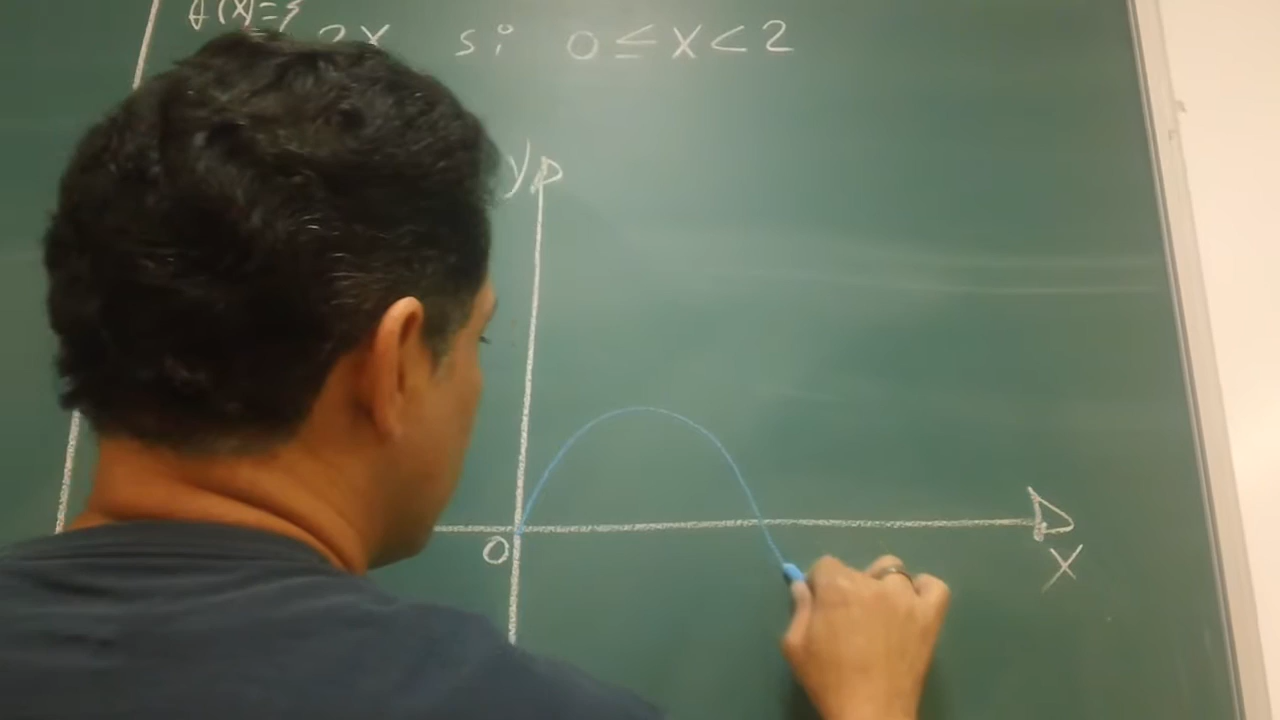 f(x)={
2x si 0≤x<2
y
0
x